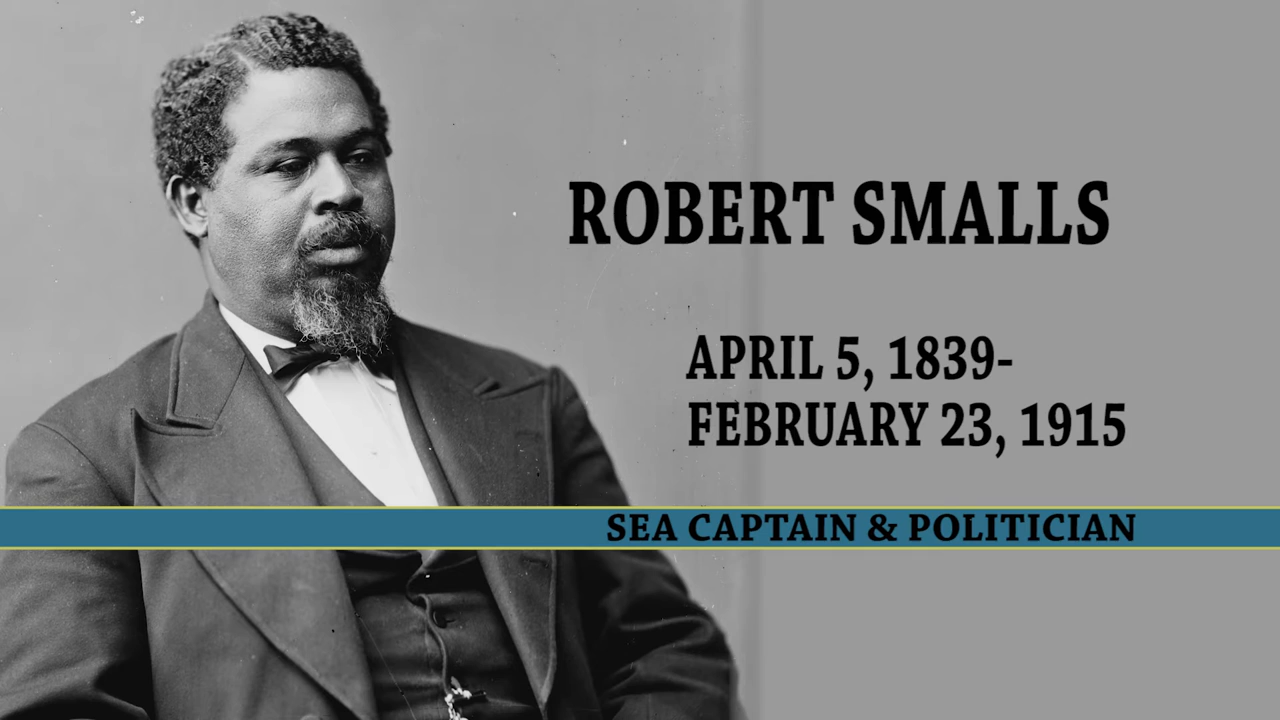 ROBERT SMALLS
APRIL 5, 1839-
FEBRUARY 23, 1915
SEA CAPTAIN & POLITICIAN